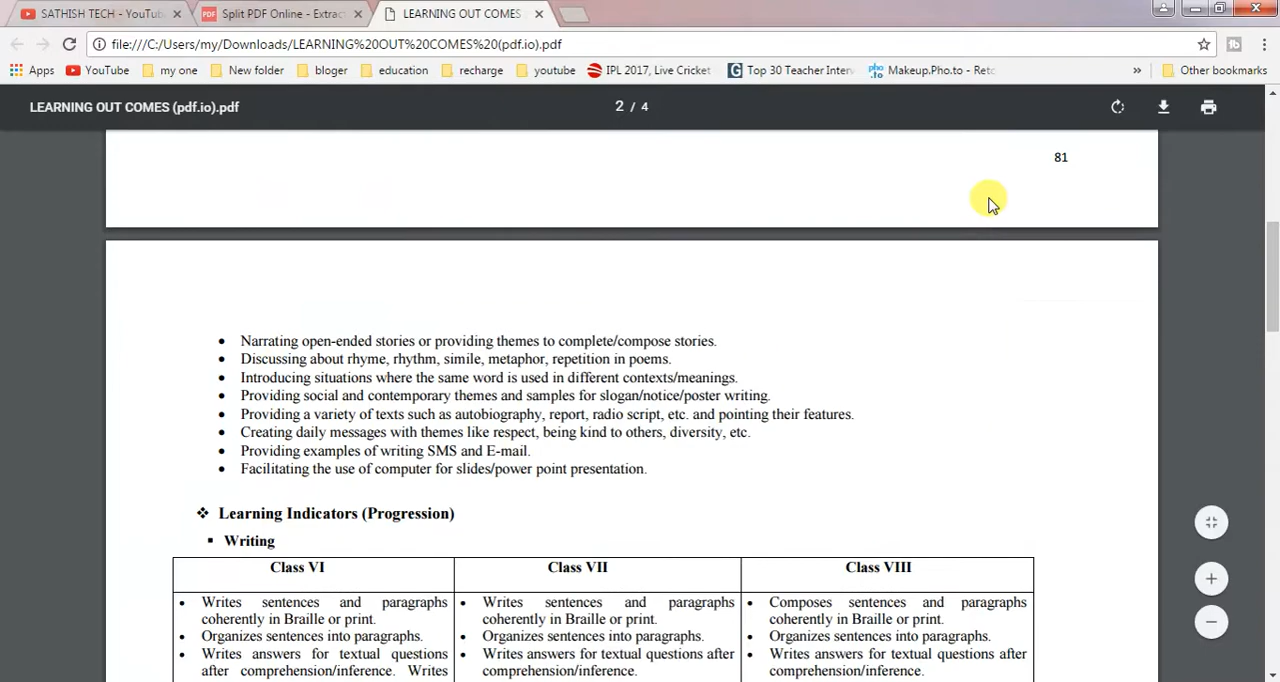 SATHISH TECH - YouTub
Split PDF Online - Extrac
LEARNING OUT COMES
file:///C:/Users/my/Downloads/LEARNING%20OUT%20COMES%20(pdf.io).pdf
Apps YouTube my one New folder bloger education recharge youtube IPL 2017, Live Cricket Top 30 Teacher Interv Makeup.Pho.to - Retc » Other bookmarks
LEARNING OUT COMES (pdf.io).pdf 2 / 4
81
• Narrating open-ended stories or providing themes to complete/compose stories.
• Discussing about rhyme, rhythm, simile, metaphor, repetition in poems.
• Introducing situations where the same word is used in different contexts/meanings.
• Providing social and contemporary themes and samples for slogan/notice/poster writing.
• Providing a variety of texts such as autobiography, report, radio script, etc. and pointing their features.
• Creating daily messages with themes like respect, being kind to others, diversity, etc.
• Providing examples of writing SMS and E-mail.
• Facilitating the use of computer for slides/power point presentation.
❖ Learning Indicators (Progression)
▪ Writing
Class VI
• Writes sentences and paragraphs
coherently in Braille or print.
• Organizes sentences into paragraphs.
• Writes answers for textual questions
after comprehension/inference. Writes
Class VII
• Writes sentences and paragraphs
coherently in Braille or print.
• Organizes sentences into paragraphs.
• Writes answers for textual questions after
comprehension/inference.
Class VIII
• Composes sentences and paragraphs
coherently in Braille or print.
• Organizes sentences into paragraphs.
• Writes answers for textual questions after
comprehension/inference.